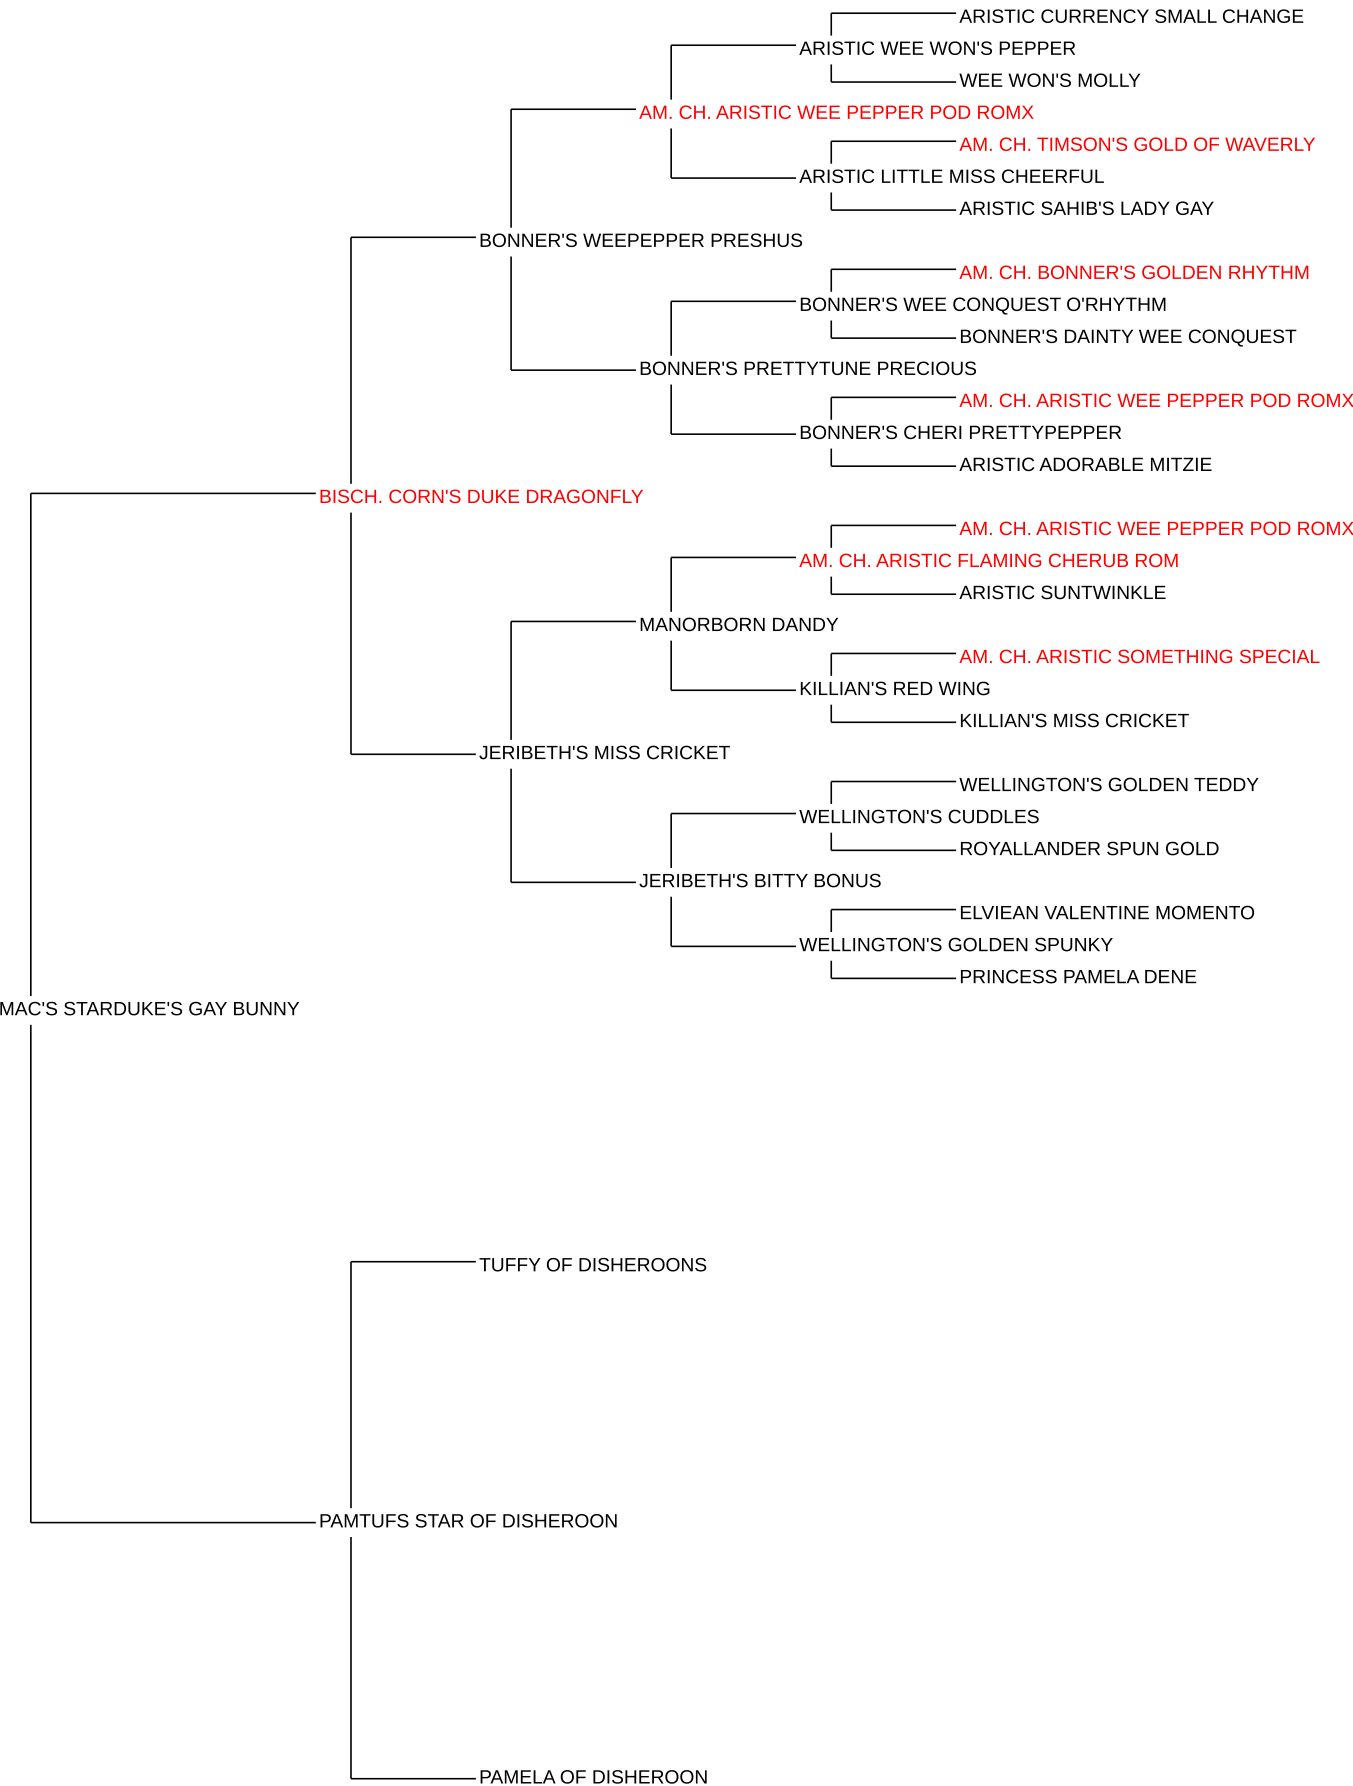 ARISTIC CURRENCY SMALL CHANGE
ARISTIC WEE WON'S PEPPER
WEE WON'S MOLLY
AM. CH. ARISTIC WEE PEPPER POD ROMX
AM. CH. TIMSON'S GOLD OF WAVERLY
ARISTIC LITTLE MISS CHEERFUL
ARISTIC SAHIB'S LADY GAY
BONNER'S WEEPEPPER PRESHUS
AM. CH. BONNER'S GOLDEN RHYTHM
BONNER'S WEE CONQUEST O'RHYTHM
BONNER'S DAINTY WEE CONQUEST
BONNER'S PRETTYTUNE PRECIOUS
AM. CH. ARISTIC WEE PEPPER POD ROMX
BONNER'S CHERI PRETTYPEPPER
ARISTIC ADORABLE MITZIE
BISCH. CORN'S DUKE DRAGONFLY
AM. CH. ARISTIC WEE PEPPER POD ROMX
AM. CH. ARISTIC FLAMING CHERUB ROM
ARISTIC SUNTWINKLE
MANORBORN DANDY
AM. CH. ARISTIC SOMETHING SPECIAL
KILLIAN'S RED WING
KILLIAN'S MISS CRICKET
JERIBETH'S MISS CRICKET
WELLINGTON'S GOLDEN TEDDY
WELLINGTON'S CUDDLES
ROYALLANDER SPUN GOLD
JERIBETH'S BITTY BONUS
ELVIEAN VALENTINE MOMENTO
WELLINGTON'S GOLDEN SPUNKY
PRINCESS PAMELA DENE
MAC'S STARDUKE'S GAY BUNNY
TUFFY OF DISHEROONS
PAMTUFS STAR OF DISHEROON
PAMELA OF DISHEROON